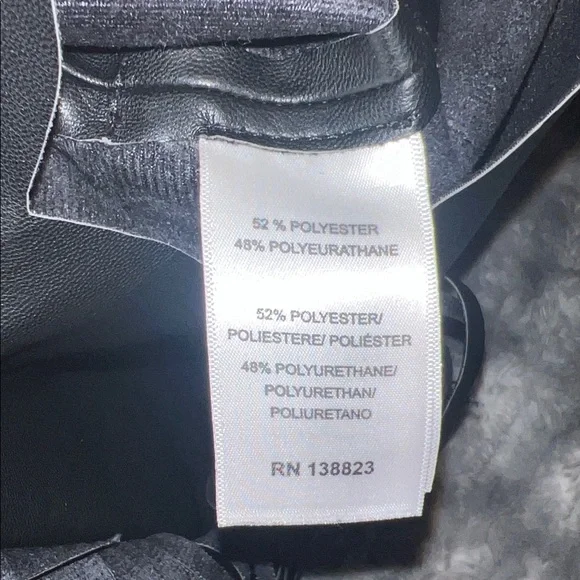 52 % POLYESTER
48% POLYEURATHANE
52% POLYESTER/
POLIESTERE/ POLIÉSTER
48% POLYURETHANE/
POLYURETHAN/
POLIURETANO
RN 138823